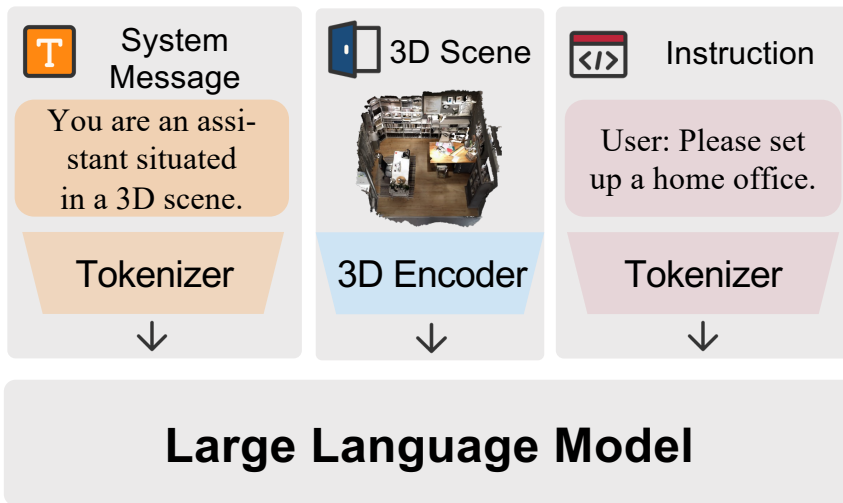 T
System
Message
You are an assi-
stant situated
in a 3D scene.
Tokenizer
3D Scene
3D Encoder
</>
Instruction
User: Please set
up a home office.
Tokenizer
Large Language Model